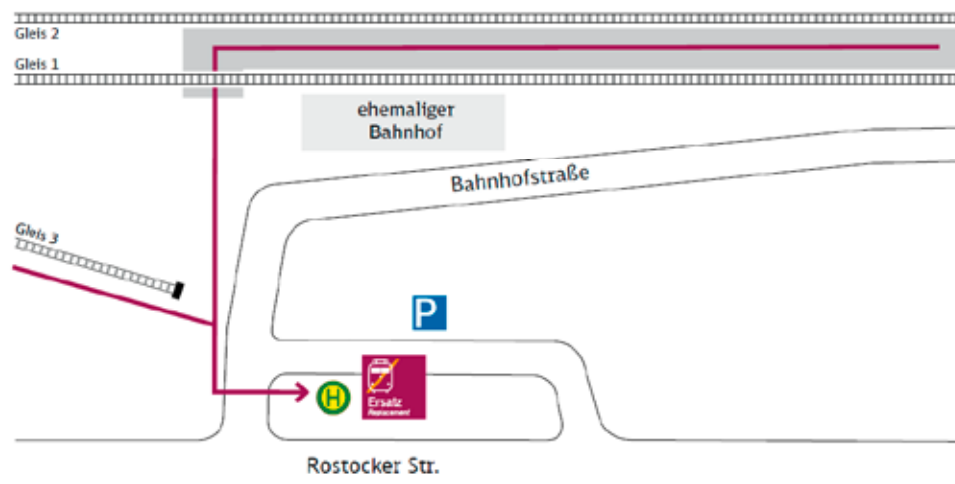 Gleis 2
Gleis 1
ehemaliger
Bahnhof
Bahnhofstraße
Gleis 3
P
H
Ersatz
Replacement
Rostocker Str.